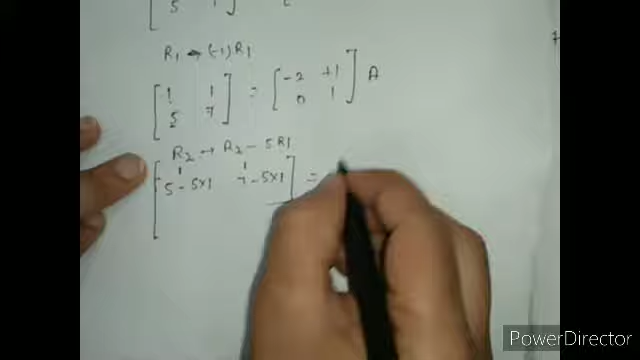 5
R1 → (-1) R1
[ 1 1 ] = [ -2 +1 ] A
[ 5 7 ] [ 0 1 ]
R2 → R2 - 5R1
[ 1 1 ] =
5 - 5×1 7 - 5×1
PowerDirector